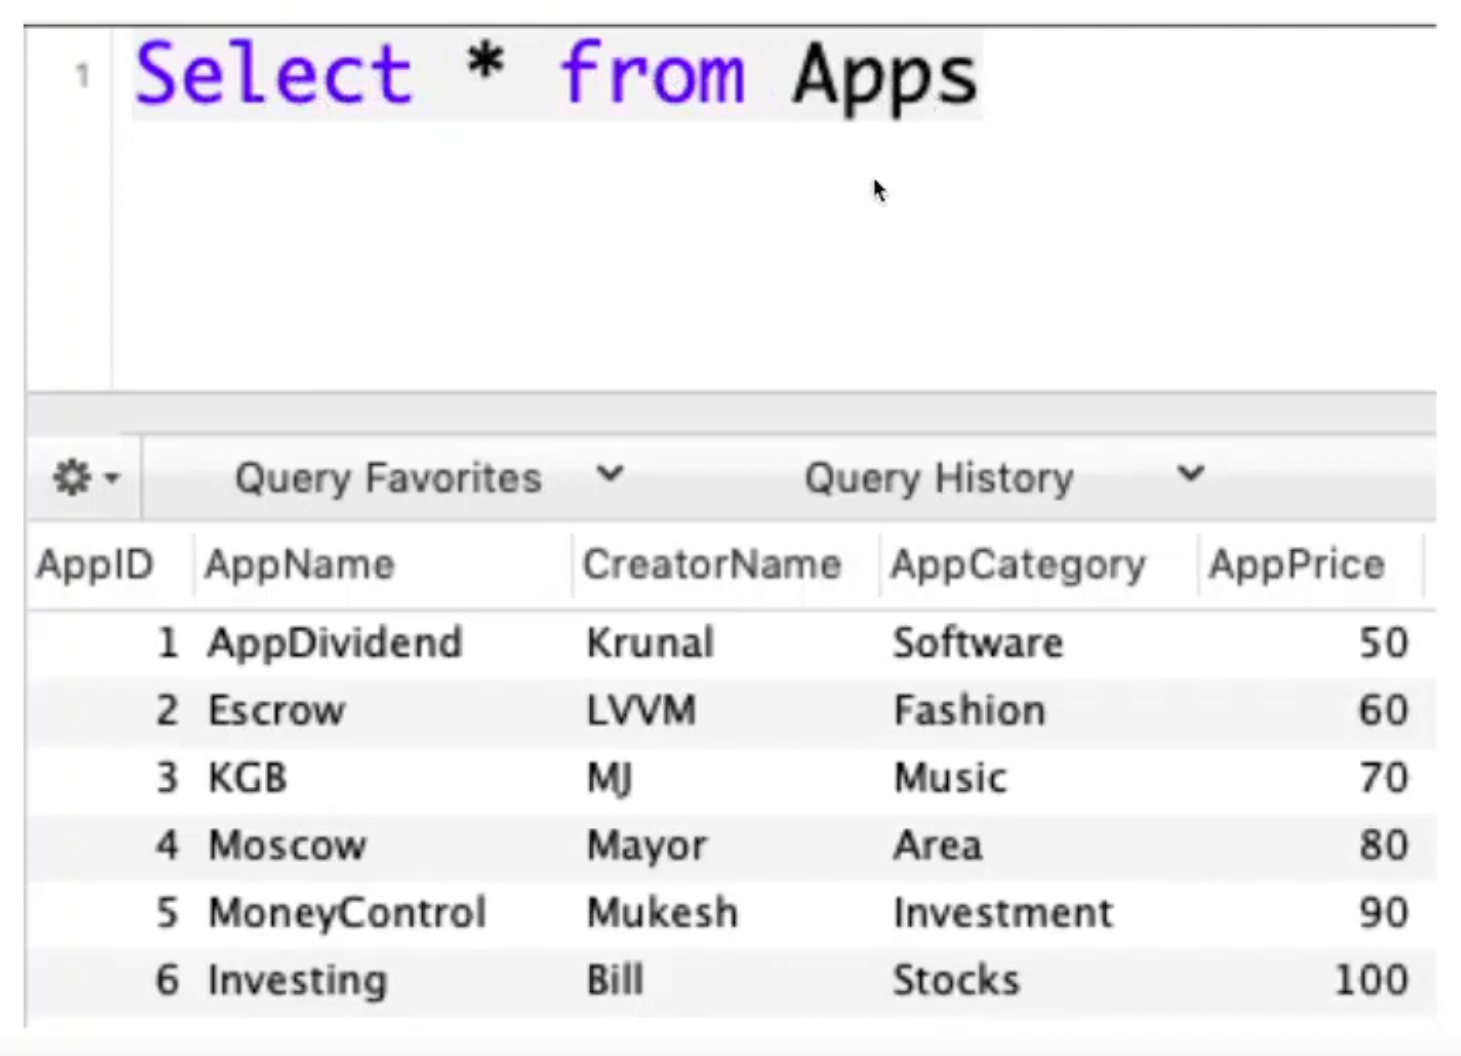 1 Select * from Apps
Query Favorites Query History
AppID AppName CreatorName AppCategory AppPrice
1 AppDividend Krunal Software 50
2 Escrow LVVM Fashion 60
3 KGB MJ Music 70
4 Moscow Mayor Area 80
5 MoneyControl Mukesh Investment 90
6 Investing Bill Stocks 100